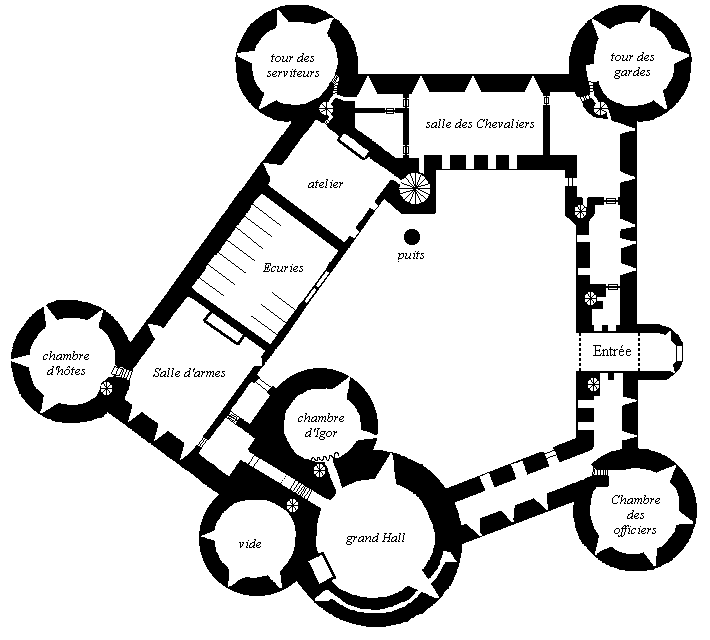 tour des
serviteurs
tour des
gardes
salle des Chevaliers
atelier
puits
Ecuries
Entrée
chambre
d'hôtes
Salle d'armes
chambre
d'Igor
Chambre
des
officiers
vide
grand Hall